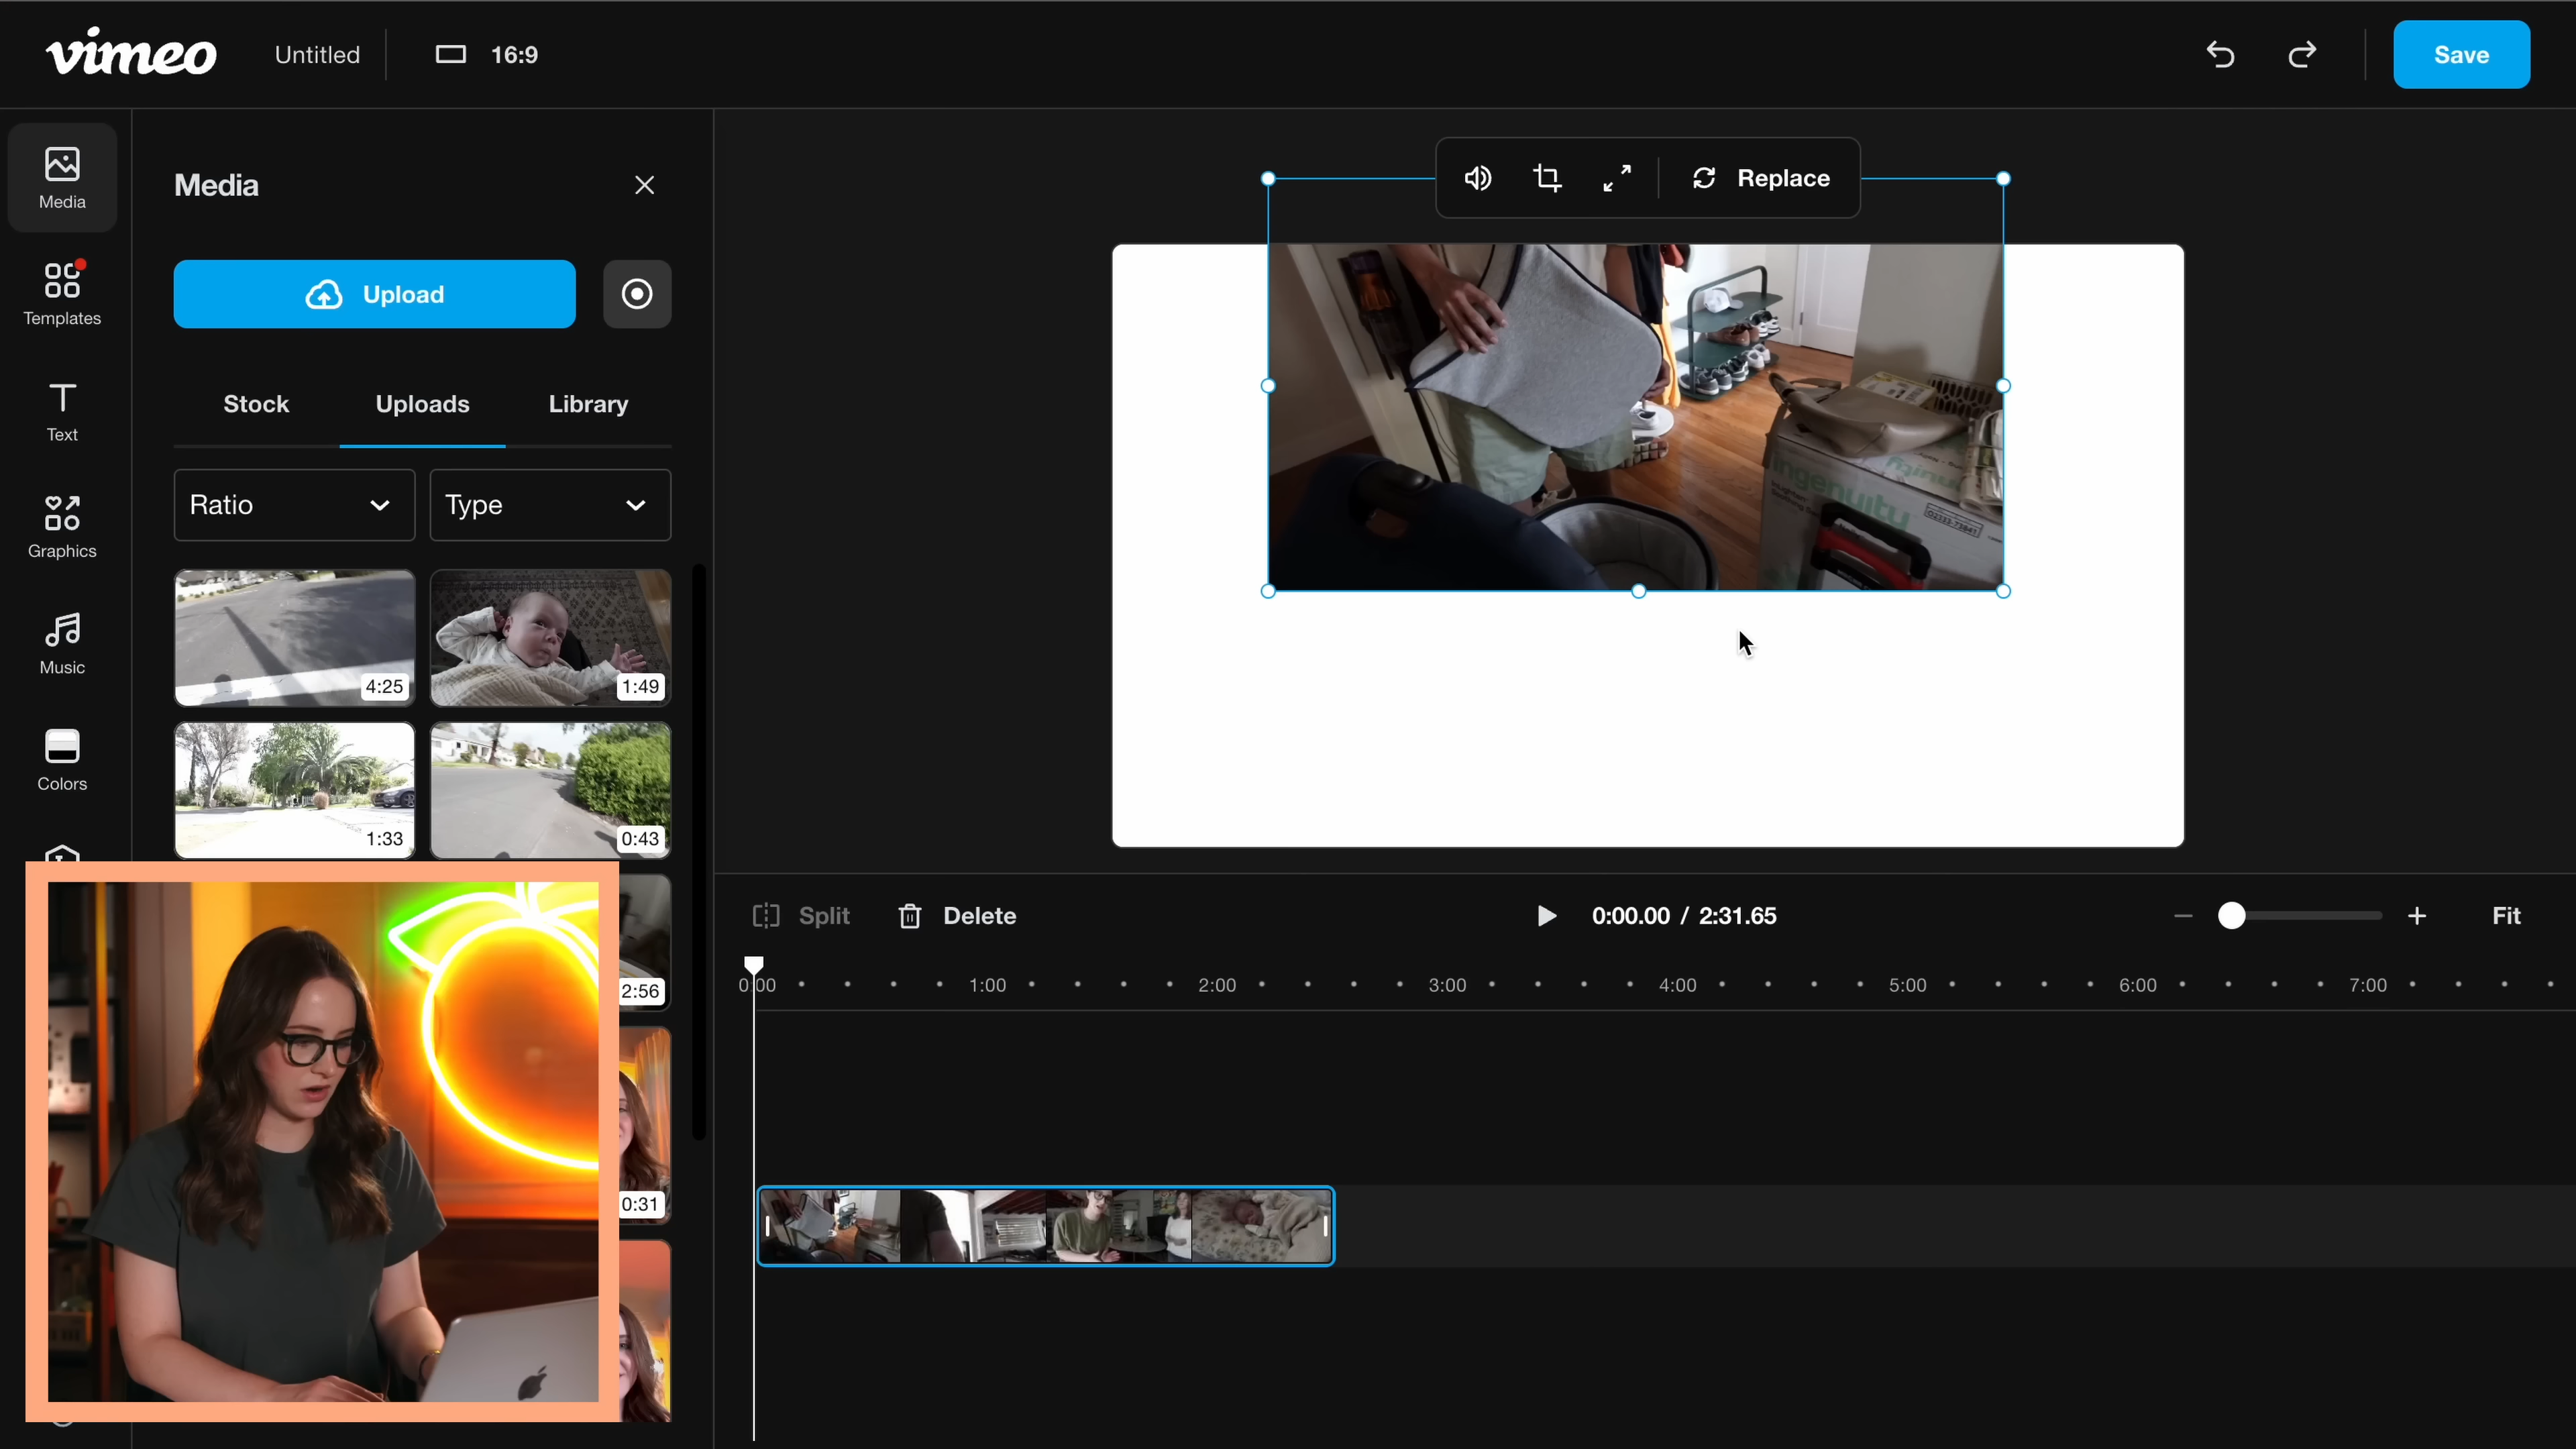 vimeo
Untitled
16:9
Save
Media
Templates
Text
Graphics
Music
Colors
Media
Upload
Stock
Uploads
Library
Ratio
Type
4:25
1:49
1:33
0:43
2:56
0:31
Replace
ingenuity
Split
Delete
0:00.00 / 2:31.65
Fit
0:00
1:00
2:00
3:00
4:00
5:00
6:00
7:00